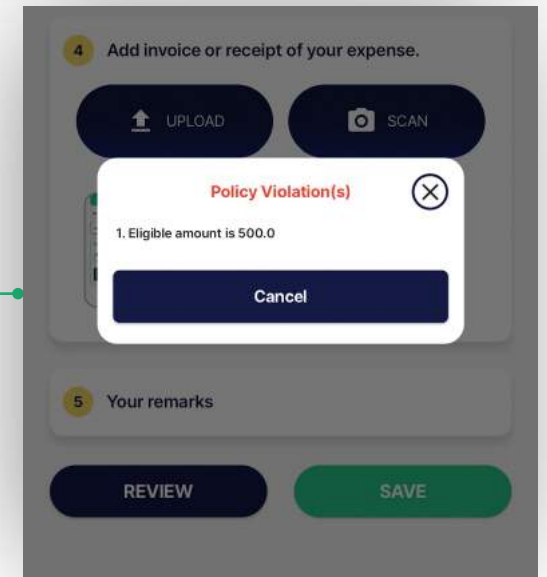 4 Add invoice or receipt of your expense.
UPLOAD SCAN
Policy Violation(s)
1. Eligible amount is 500.0
Cancel
5 Your remarks
REVIEW SAVE